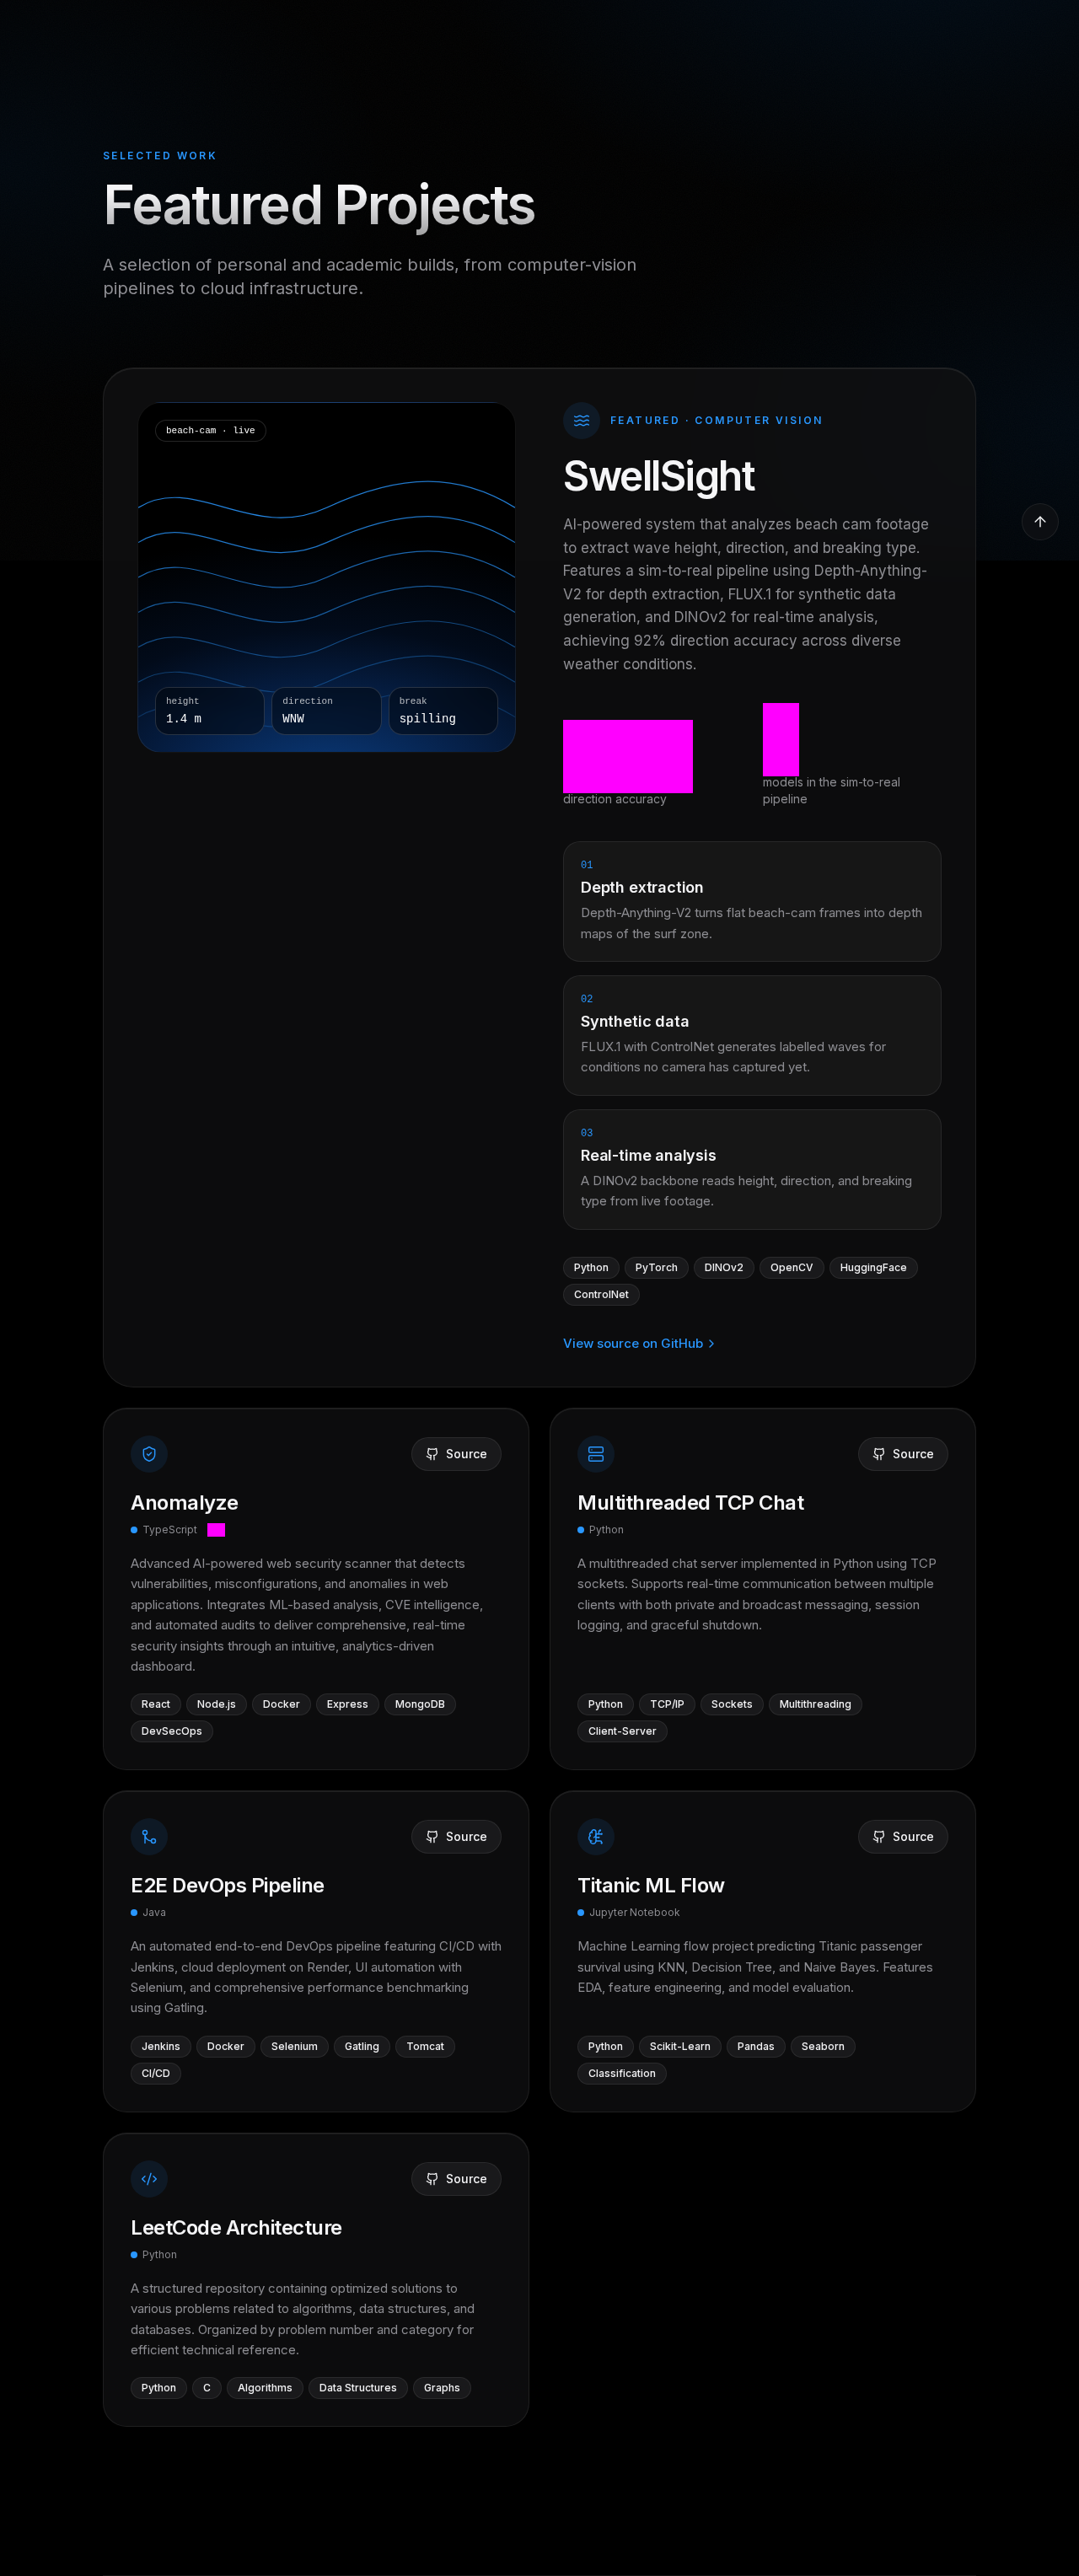 SELECTED WORK
Featured Projects
A selection of personal and academic builds, from computer-vision
pipelines to cloud infrastructure.
beach-cam · live
height
1.4 m
direction
WNW
break
spilling
FEATURED · COMPUTER VISION
SwellSight
AI-powered system that analyzes beach cam footage
to extract wave height, direction, and breaking type.
Features a sim-to-real pipeline using Depth-Anything-
V2 for depth extraction, FLUX.1 for synthetic data
generation, and DINOv2 for real-time analysis,
achieving 92% direction accuracy across diverse
weather conditions.
direction accuracy
models in the sim-to-real
pipeline
01
Depth extraction
Depth-Anything-V2 turns flat beach-cam frames into depth
maps of the surf zone.
02
Synthetic data
FLUX.1 with ControlNet generates labelled waves for
conditions no camera has captured yet.
03
Real-time analysis
A DINOv2 backbone reads height, direction, and breaking
type from live footage.
Python PyTorch DINOv2 OpenCV HuggingFace
ControlNet
View source on GitHub
Source
Anomalyze
TypeScript
Advanced AI-powered web security scanner that detects
vulnerabilities, misconfigurations, and anomalies in web
applications. Integrates ML-based analysis, CVE intelligence,
and automated audits to deliver comprehensive, real-time
security insights through an intuitive, analytics-driven
dashboard.
React Node.js Docker Express MongoDB
DevSecOps
Source
Multithreaded TCP Chat
Python
A multithreaded chat server implemented in Python using TCP
sockets. Supports real-time communication between multiple
clients with both private and broadcast messaging, session
logging, and graceful shutdown.
Python TCP/IP Sockets Multithreading
Client-Server
Source
E2E DevOps Pipeline
Java
An automated end-to-end DevOps pipeline featuring CI/CD with
Jenkins, cloud deployment on Render, UI automation with
Selenium, and comprehensive performance benchmarking
using Gatling.
Jenkins Docker Selenium Gatling Tomcat
CI/CD
Source
Titanic ML Flow
Jupyter Notebook
Machine Learning flow project predicting Titanic passenger
survival using KNN, Decision Tree, and Naive Bayes. Features
EDA, feature engineering, and model evaluation.
Python Scikit-Learn Pandas Seaborn
Classification
Source
LeetCode Architecture
Python
A structured repository containing optimized solutions to
various problems related to algorithms, data structures, and
databases. Organized by problem number and category for
efficient technical reference.
Python C Algorithms Data Structures Graphs